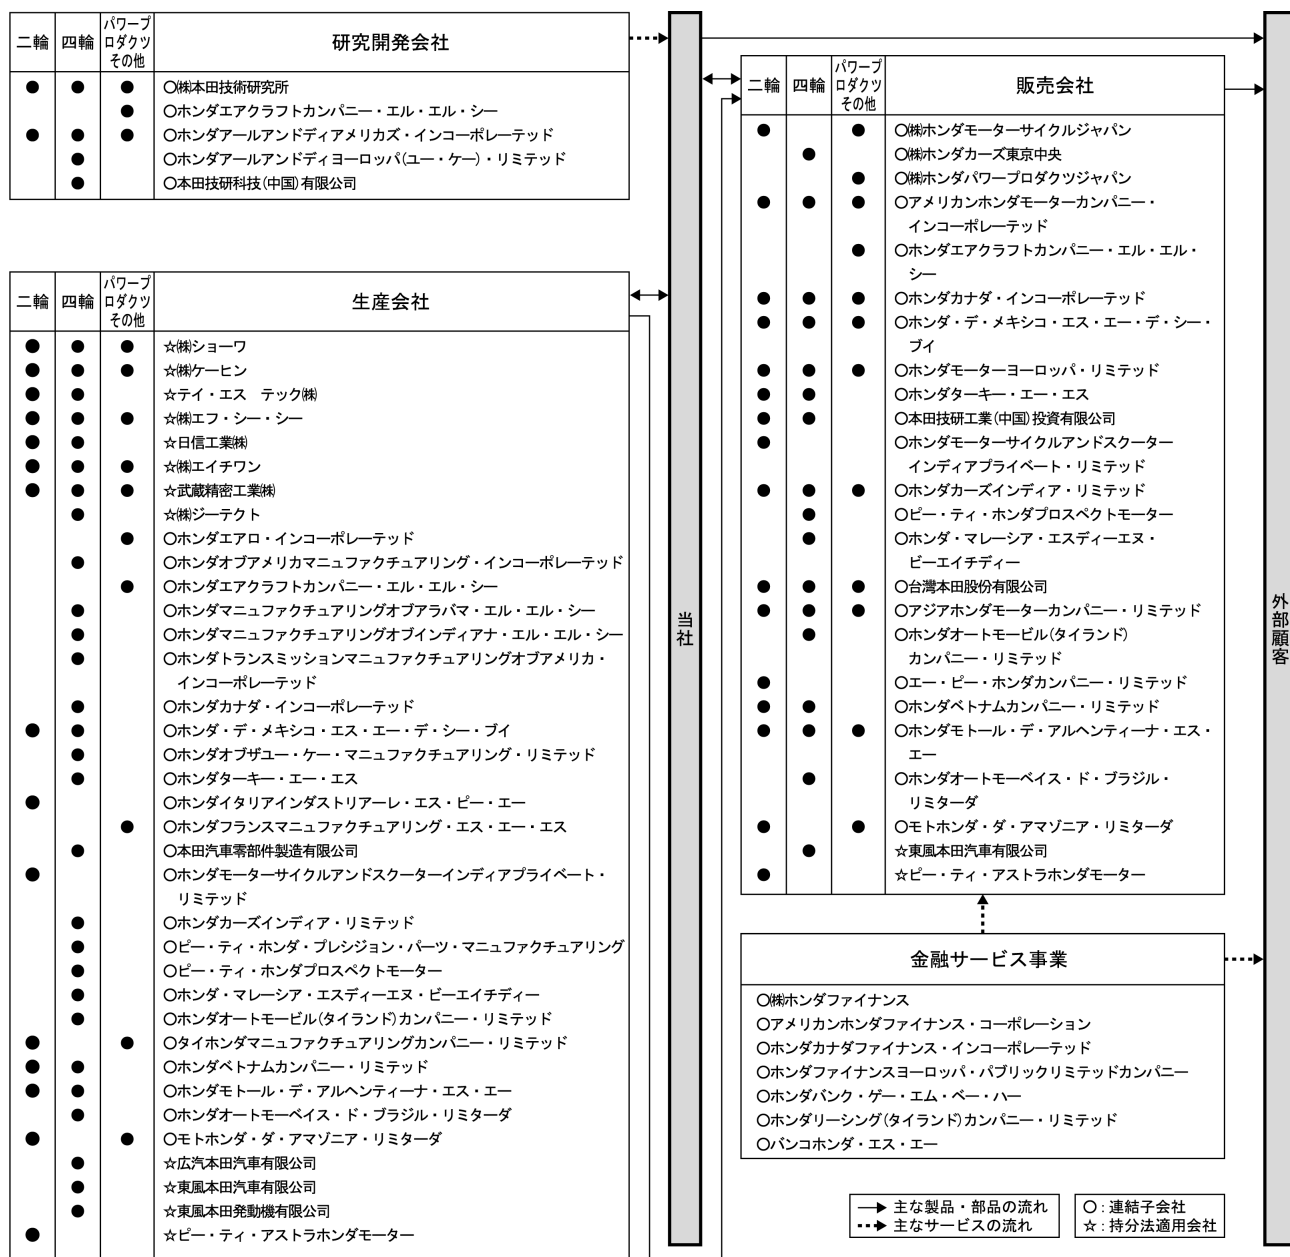 二輪 四輪 パワープロダクツその他 研究開発会社
● ● ● ○㈱本田技術研究所
● ○ホンダエアクラフトカンパニー・エル・エル・シー
● ● ● ○ホンダアールアンドディアメリカズ・インコーポレーテッド
● ○ホンダアールアンドディヨーロッパ(ユー・ケー)・リミテッド
● ○本田技研科技(中国)有限公司
二輪 四輪 パワープロダクツその他 生産会社
● ● ● ☆㈱ショーワ
● ● ● ☆㈱ケーヒン
● ● ☆テイ・エス テック㈱
● ● ● ☆㈱エフ・シー・シー
● ● ☆日信工業㈱
● ● ● ☆㈱エイチワン
● ● ● ☆武蔵精密工業㈱
● ☆㈱ジーテクト
● ○ホンダエアロ・インコーポレーテッド
● ○ホンダオブアメリカマニュファクチュアリング・インコーポレーテッド
● ○ホンダエアクラフトカンパニー・エル・エル・シー
● ○ホンダマニュファクチュアリングオブアラバマ・エル・エル・シー
● ○ホンダマニュファクチュアリングオブインディアナ・エル・エル・シー
● ○ホンダトランスミッションマニュファクチュアリングオブアメリカ・
インコーポレーテッド
● ○ホンダカナダ・インコーポレーテッド
● ● ○ホンダ・デ・メキシコ・エス・エー・デ・シー・ブイ
● ○ホンダオブザユー・ケー・マニュファクチュアリング・リミテッド
● ○ホンダターキー・エー・エス
● ○ホンダイタリアインダストリアーレ・エス・ピー・エー
● ○ホンダフランスマニュファクチュアリング・エス・エー・エス
● ○本田汽車零部件製造有限公司
● ○ホンダモーターサイクルアンドスクーターインディアプライベート・
リミテッド
● ○ホンダカーズインディア・リミテッド
● ○ピー・ティ・ホンダ・プレシジョン・パーツ・マニュファクチュアリング
● ○ピー・ティ・ホンダプロスペクトモーター
● ○ホンダ・マレーシア・エスディーエヌ・ビーエイチディー
● ○ホンダオートモービル(タイランド)カンパニー・リミテッド
● ● ○タイホンダマニュファクチュアリングカンパニー・リミテッド
● ● ○ホンダベトナムカンパニー・リミテッド
● ● ○ホンダモトール・デ・アルヘンティーナ・エス・エー
● ○ホンダオートモーベイス・ド・ブラジル・リミターダ
● ● ○モトホンダ・ダ・アマゾニア・リミターダ
● ☆広汽本田汽車有限公司
● ☆東風本田汽車有限公司
● ☆東風本田発動機有限公司
● ☆ピー・ティ・アストラホンダモーター
当社
二輪 四輪 パワープロダクツその他 販売会社
● ● ○㈱ホンダモーターサイクルジャパン
● ○㈱ホンダカーズ東京中央
● ○㈱ホンダパワープロダクツジャパン
● ● ● ○アメリカンホンダモーターカンパニー・
インコーポレーテッド
● ○ホンダエアクラフトカンパニー・エル・エル・
シー
● ● ● ○ホンダカナダ・インコーポレーテッド
● ● ● ○ホンダ・デ・メキシコ・エス・エー・デ・シー・
ブイ
● ● ● ○ホンダモーターヨーロッパ・リミテッド
● ● ○ホンダターキー・エー・エス
● ● ○本田技研工業(中国)投資有限公司
● ○ホンダモーターサイクルアンドスクーター
インディアプライベート・リミテッド
● ● ● ○ホンダカーズインディア・リミテッド
● ○ピー・ティ・ホンダプロスペクトモーター
● ○ホンダ・マレーシア・エスディーエヌ・
ビーエイチディー
● ● ● ○台灣本田股份有限公司
● ● ● ○アジアホンダモーターカンパニー・リミテッド
● ○ホンダオートモービル(タイランド)
カンパニー・リミテッド
● ○エー・ピー・ホンダカンパニー・リミテッド
● ● ○ホンダベトナムカンパニー・リミテッド
● ● ● ○ホンダモトール・デ・アルヘンティーナ・エス・
エー
● ○ホンダオートモーベイス・ド・ブラジル・
リミターダ
● ● ○モトホンダ・ダ・アマゾニア・リミターダ
● ☆東風本田汽車有限公司
● ☆ピー・ティ・アストラホンダモーター
金融サービス事業
○㈱ホンダファイナンス
○アメリカンホンダファイナンス・コーポレーション
○ホンダカナダファイナンス・インコーポレーテッド
○ホンダファイナンスヨーロッパ・パブリックリミテッドカンパニー
○ホンダバンク・ゲー・エム・ベー・ハー
○ホンダリーシング(タイランド)カンパニー・リミテッド
○バンコホンダ・エス・エー
主な製品・部品の流れ
主なサービスの流れ
○:連結子会社
☆:持分法適用会社
外部顧客